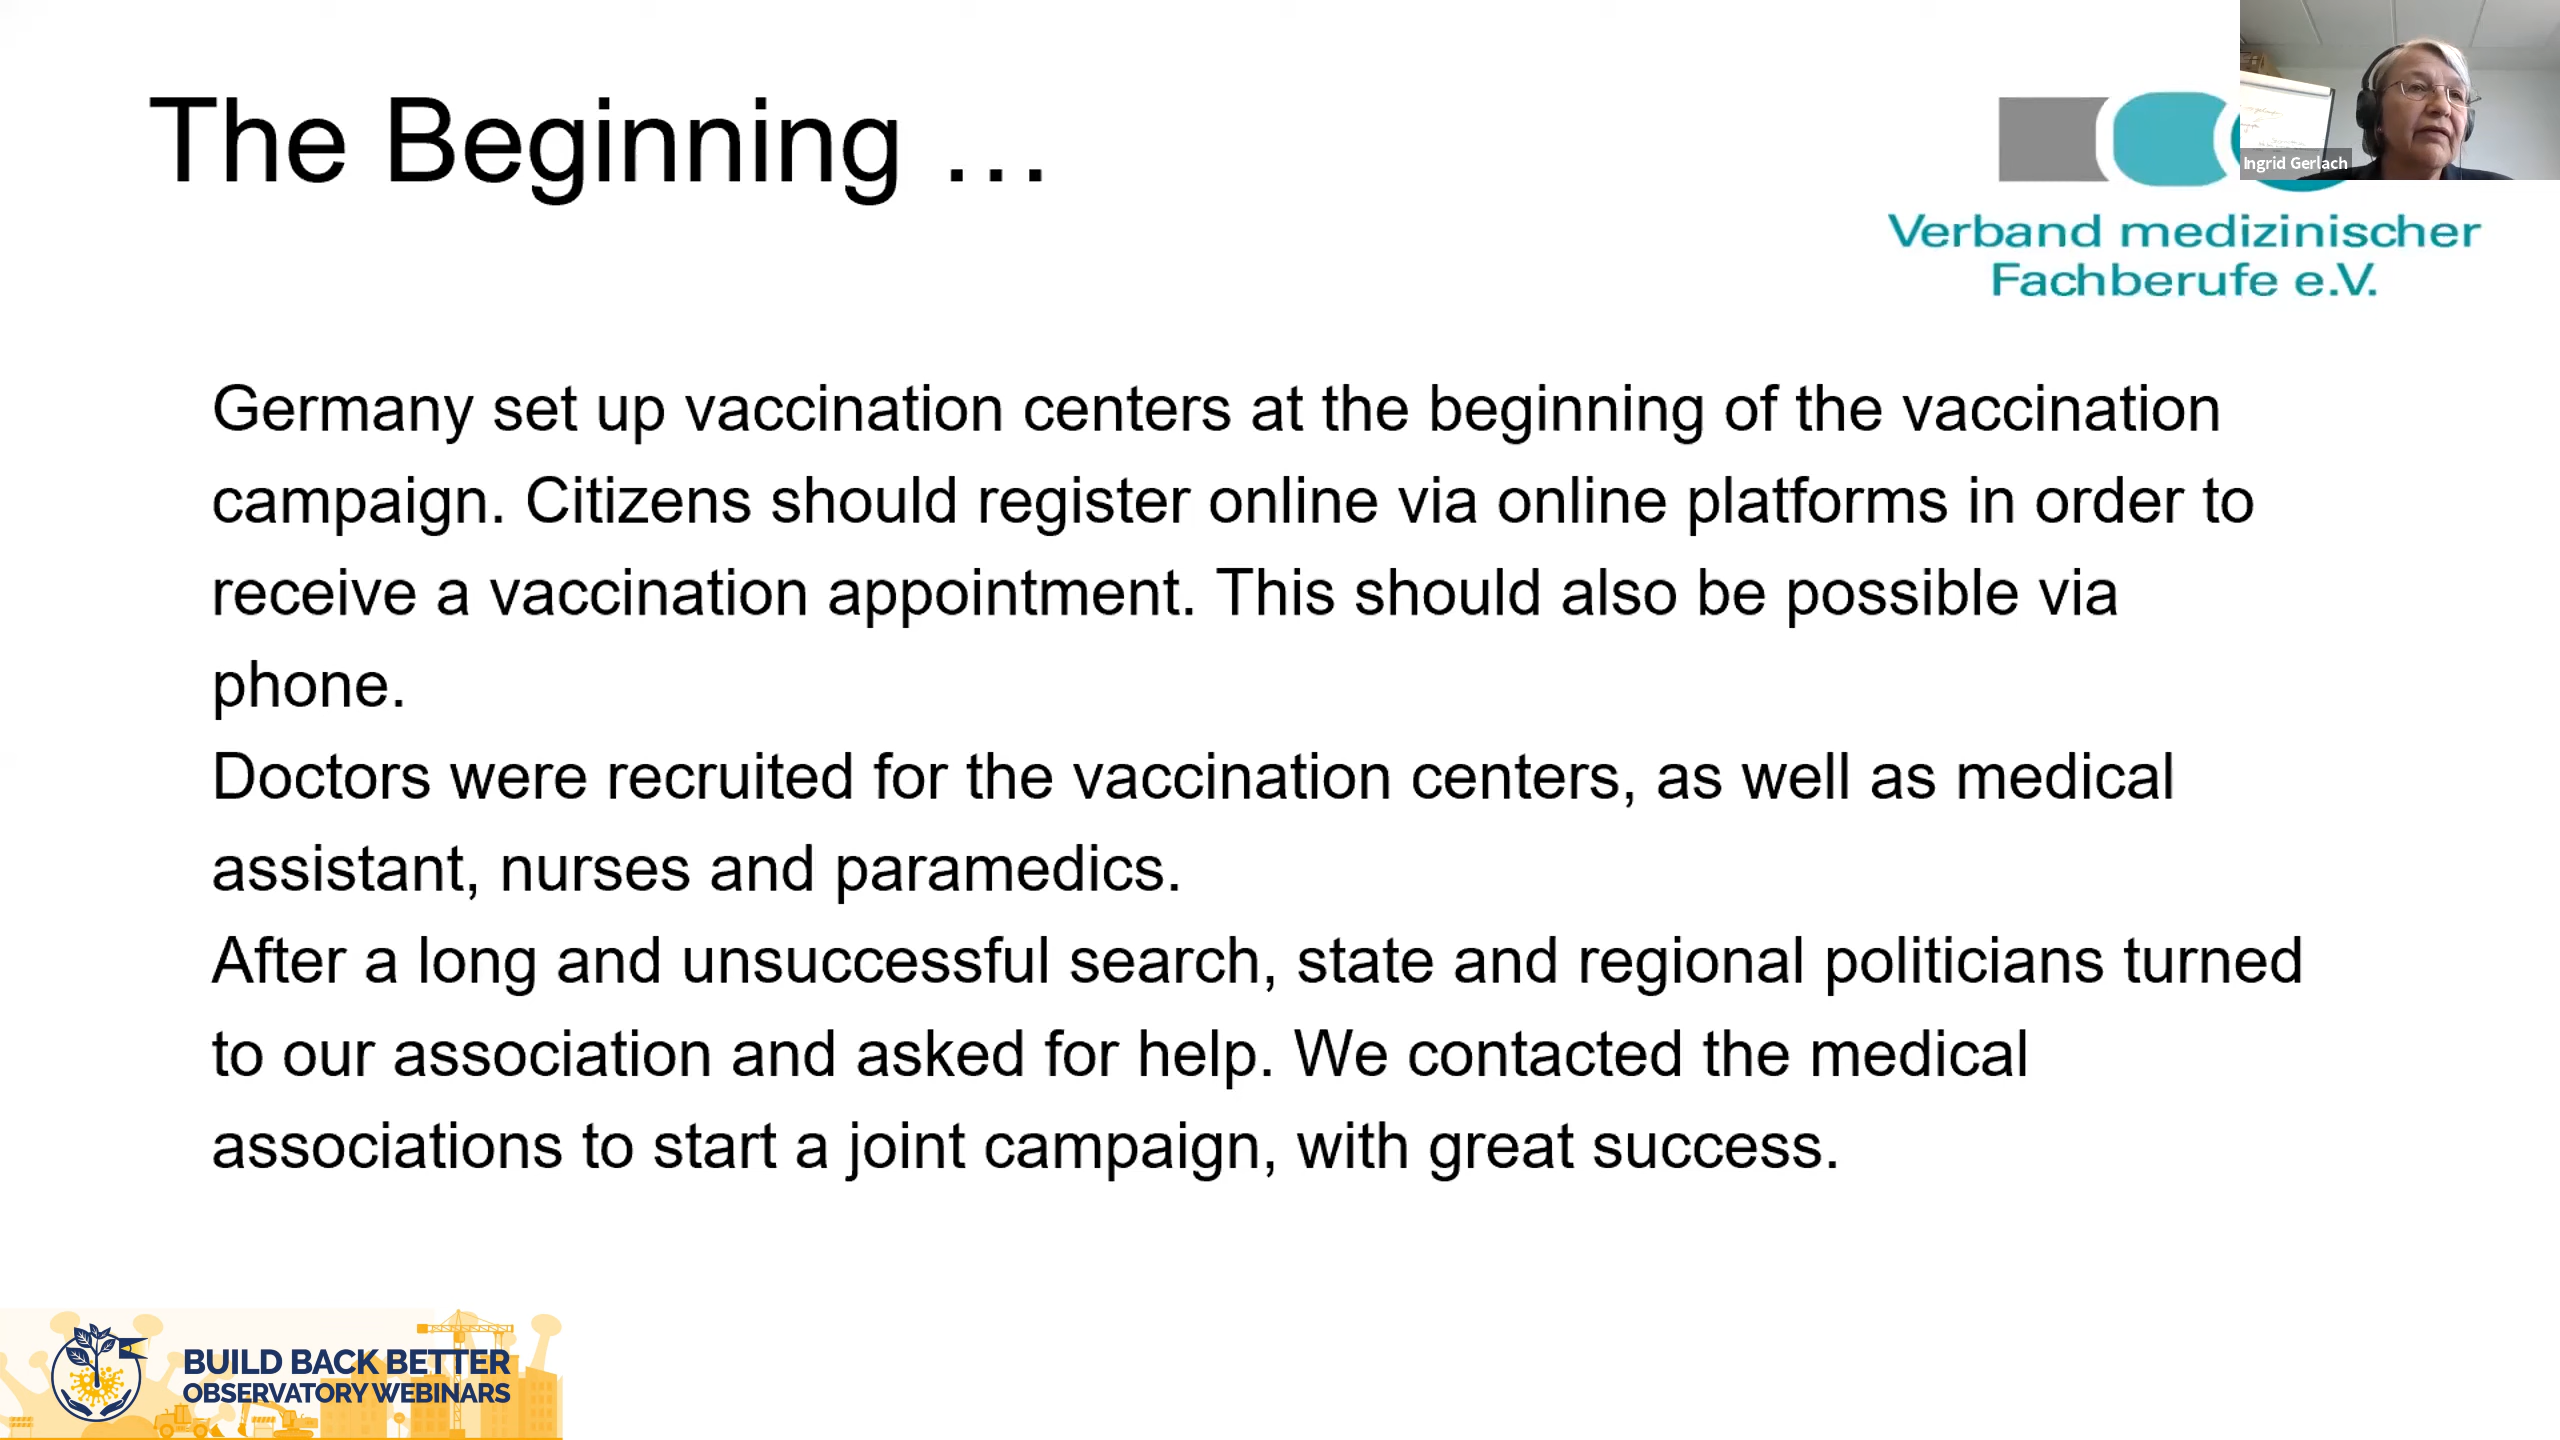 The Beginning …
Ingrid Gerlach
Verband medizinischer
Fachberufe e.V.
Germany set up vaccination centers at the beginning of the vaccination
campaign. Citizens should register online via online platforms in order to
receive a vaccination appointment. This should also be possible via
phone.
Doctors were recruited for the vaccination centers, as well as medical
assistant, nurses and paramedics.
After a long and unsuccessful search, state and regional politicians turned
to our association and asked for help. We contacted the medical
associations to start a joint campaign, with great success.
BUILD BACK BETTER
OBSERVATORY WEBINARS